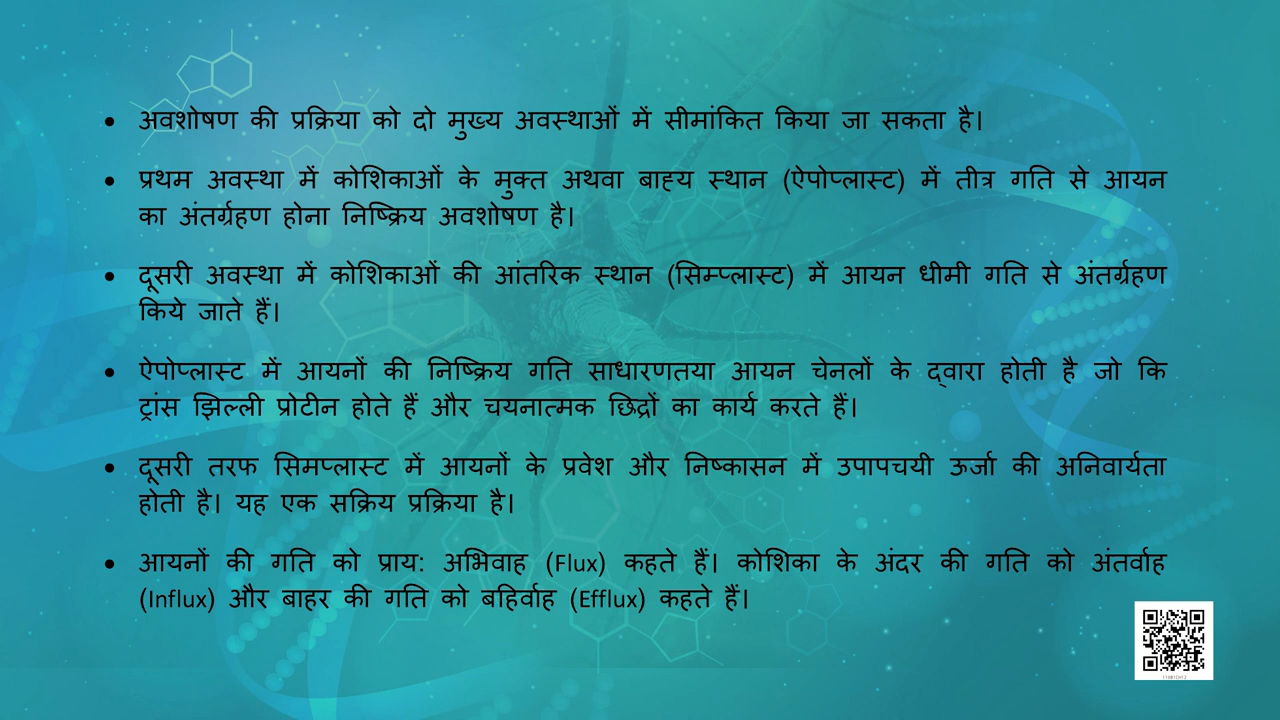 • अवशोषण की प्रक्रिया को दो मुख्य अवस्थाओं में सीमांकित किया जा सकता है।
• प्रथम अवस्था में कोशिकाओं के मुक्त अथवा बाह्य स्थान (ऐपोप्लास्ट) में तीव्र गति से आयन
का अंतर्ग्रहण होना निष्क्रिय अवशोषण है।
• दूसरी अवस्था में कोशिकाओं की आंतरिक स्थान (सिम्प्लास्ट) में आयन धीमी गति से अंतर्ग्रहण
किये जाते हैं।
• ऐपोप्लास्ट में आयनों की निष्क्रिय गति साधारणतया आयन चेनलों के द्वारा होती है जो कि
ट्रांस झिल्ली प्रोटीन होते हैं और चयनात्मक छिद्रों का कार्य करते हैं।
• दूसरी तरफ सिमप्लास्ट में आयनों के प्रवेश और निष्कासन में उपापचयी ऊर्जा की अनिवार्यता
होती है। यह एक सक्रिय प्रक्रिया है।
• आयनों की गति को प्राय: अभिवाह (Flux) कहते हैं। कोशिका के अंदर की गति को अंतर्वाह
(Influx) और बाहर की गति को बहिर्वाह (Efflux) कहते हैं।